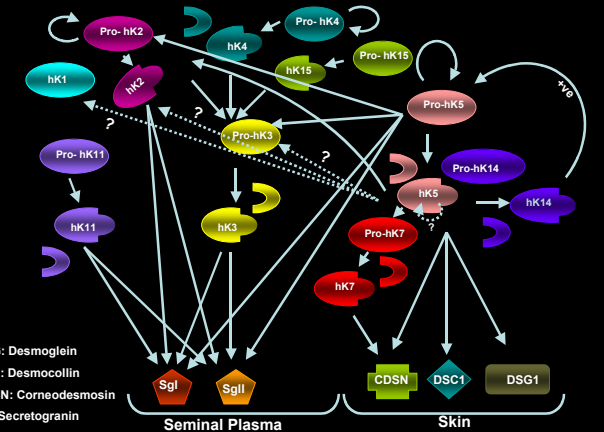 Pro- hK4
Pro-hK2
hK4
Pro- hK15
hK15
hK1
hK2
+ve
Pro-hK5
?
?
Pro-hK3
?
Pro- hK11
Pro-hK14
hK5
hK14
hK11
hK3
?
Pro-hK7
hK7
: Desmoglein
: Desmocollin
N: Corneodesmosin
Secretogranin
SgI
SgII
CDSN
DSC1
DSG1
Seminal Plasma
Skin